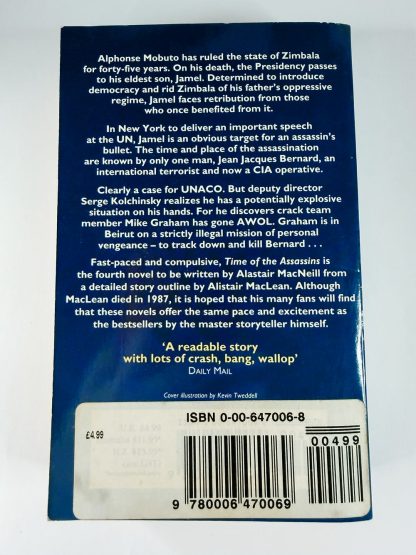 Alphonse Mobuto has ruled the state of Zimbala
for forty-five years. On his death, the Presidency passes
to his eldest son, Jamel. Determined to introduce
democracy and rid Zimbala of his father's oppressive
regime, Jamel faces retribution from those
who once benefited from it.
In New York to deliver an important speech
at the UN, Jamel is an obvious target for an assassin's
bullet. The time and place of the assassination
are known by only one man, Jean Jacques Bernard, an
international terrorist and now a CIA operative.
Clearly a case for UNACO. But deputy director
Serge Kolchinsky realizes he has a potentially explosive
situation on his hands. For he discovers crack team
member Mike Graham has gone AWOL. Graham is in
Beirut on a strictly illegal mission of personal
vengeance – to track down and kill Bernard . . .
Fast-paced and compulsive, Time of the Assassins is
the fourth novel to be written by Alastair MacNeill from
a detailed story outline by Alistair MacLean. Although
MacLean died in 1987, it is hoped that his many fans will find
that these novels offer the same pace and excitement as
the bestsellers by the master storyteller himself.
'A readable story
with lots of crash, bang, wallop'
DAILY MAIL
Cover illustration by Kevin Tweddell
ISBN 0-00-647006-8
00499
£4.99
9 780006 470069